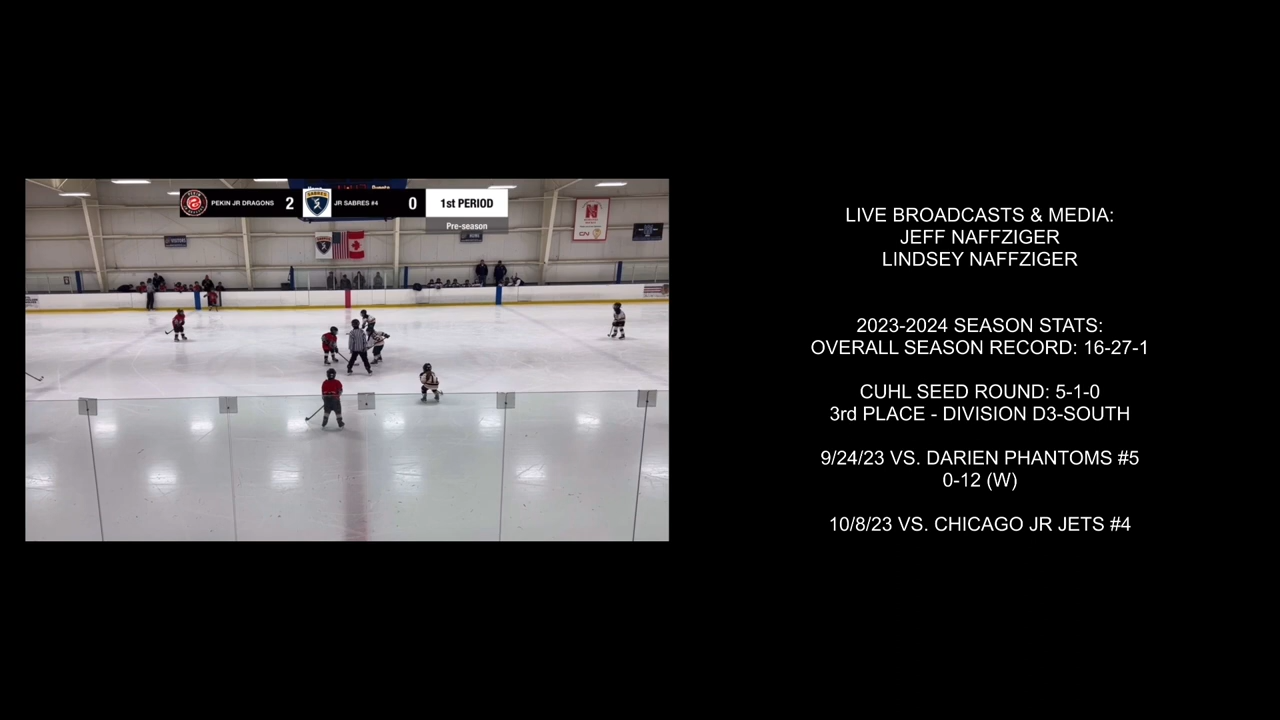 PEKIN JR DRAGONS 2 JR SABRES #4 0 1st PERIOD
Pre-season
LIVE BROADCASTS & MEDIA:
JEFF NAFFZIGER
LINDSEY NAFFZIGER
2023-2024 SEASON STATS:
OVERALL SEASON RECORD: 16-27-1
CUHL SEED ROUND: 5-1-0
3rd PLACE - DIVISION D3-SOUTH
9/24/23 VS. DARIEN PHANTOMS #5
0-12 (W)
10/8/23 VS. CHICAGO JR JETS #4